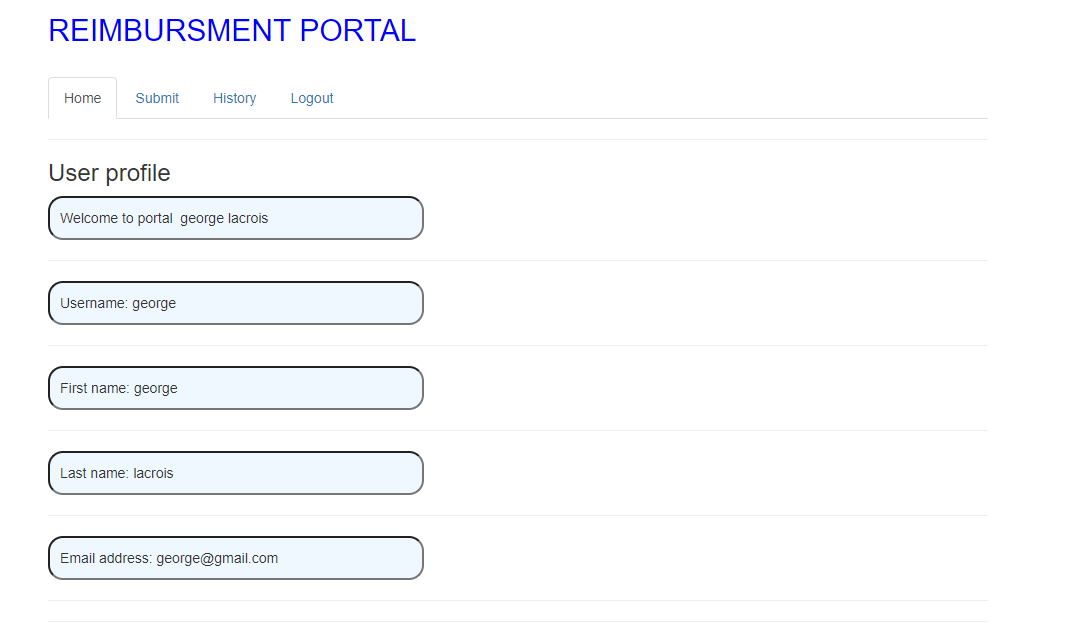 REIMBURSMENT PORTAL
Home Submit History Logout
User profile
Welcome to portal  george lacrois
Username: george
First name: george
Last name: lacrois
Email address: george@gmail.com